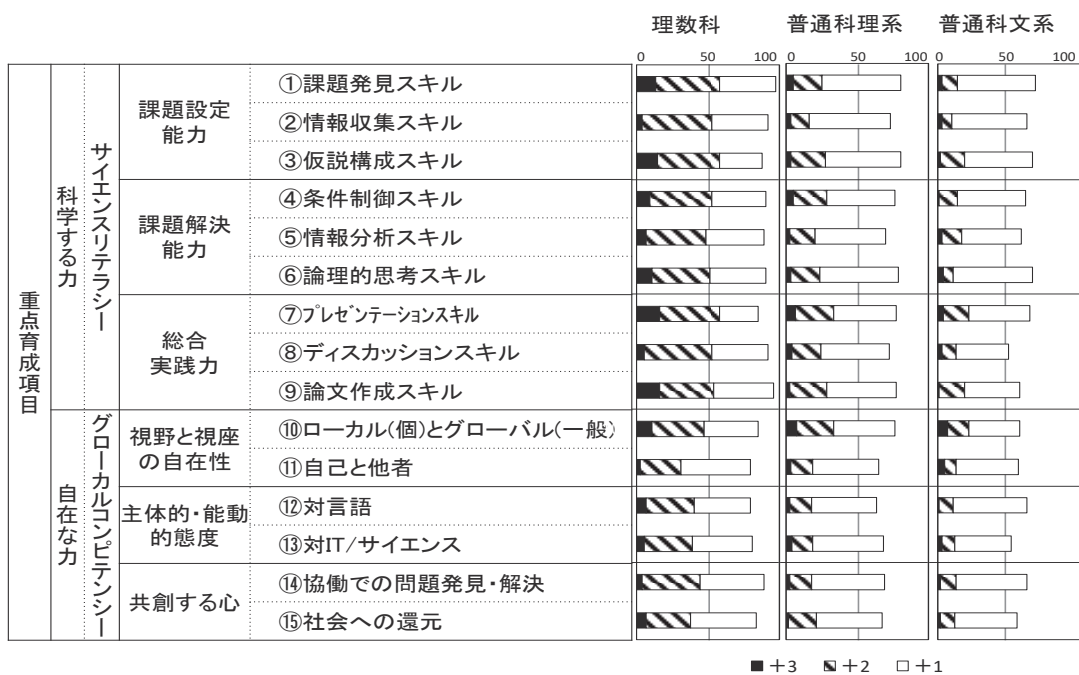 理数科 普通科理系 普通科文系
0 50 100 0 50 100 0 50 100
重点育成項目
科学する力
サイエンスリテラシー
課題設定
能力
①課題発見スキル
②情報収集スキル
③仮説構成スキル
課題解決
能力
④条件制御スキル
⑤情報分析スキル
⑥論理的思考スキル
総合
実践力
⑦プレゼンテーションスキル
⑧ディスカッションスキル
⑨論文作成スキル
自在な力
グローカルコンピテンシー
視野と視座
の自在性
⑩ローカル(個)とグローバル(一般)
⑪自己と他者
主体的・能動
的態度
⑫対言語
⑬対IT/サイエンス
共創する心
⑭協働での問題発見・解決
⑮社会への還元
■+3 +2 □+1